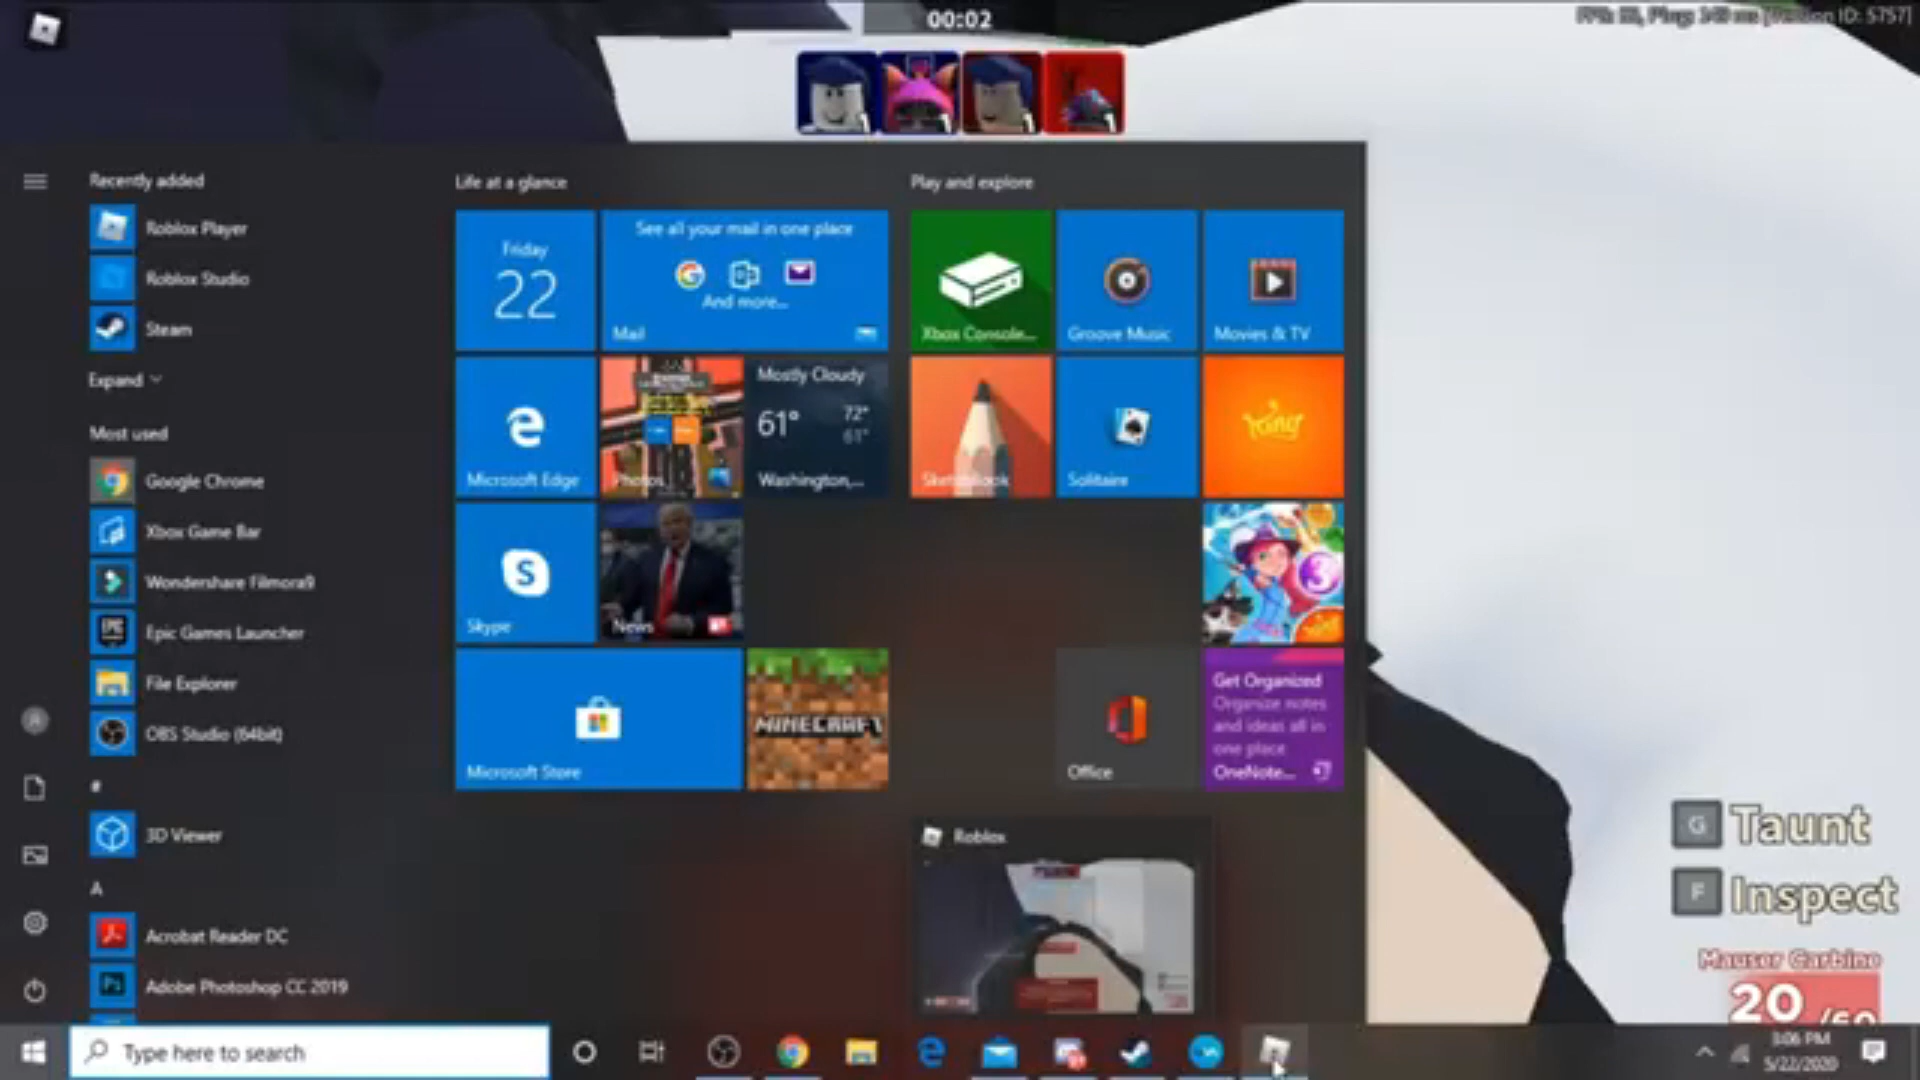 00:02
Recently added
Roblox Player
Roblox Studio
Steam
Expand
Most used
Google Chrome
Xbox Game Bar
Wondershare Filmora9
Epic Games Launcher
File Explorer
OBS Studio (64bit)
#
3D Viewer
A
Acrobat Reader DC
Adobe Photoshop CC 2019
Type here to search
Life at a glance
Friday
22
See all your mail in one place
And more...
Mail
Microsoft Edge
Photos
Mostly Cloudy
61° 72°
61°
Washington,...
Skype
News
Microsoft Store
MINECRAFT
Play and explore
Xbox Console...
Groove Music
Movies & TV
SketchBook
Solitaire
King
Office
Get Organized
Organize notes
and ideas all in
one place
OneNote...
Roblox
G Taunt
F Inspect
Mauser Carbine
20 /60
3:06 PM
5/22/2020